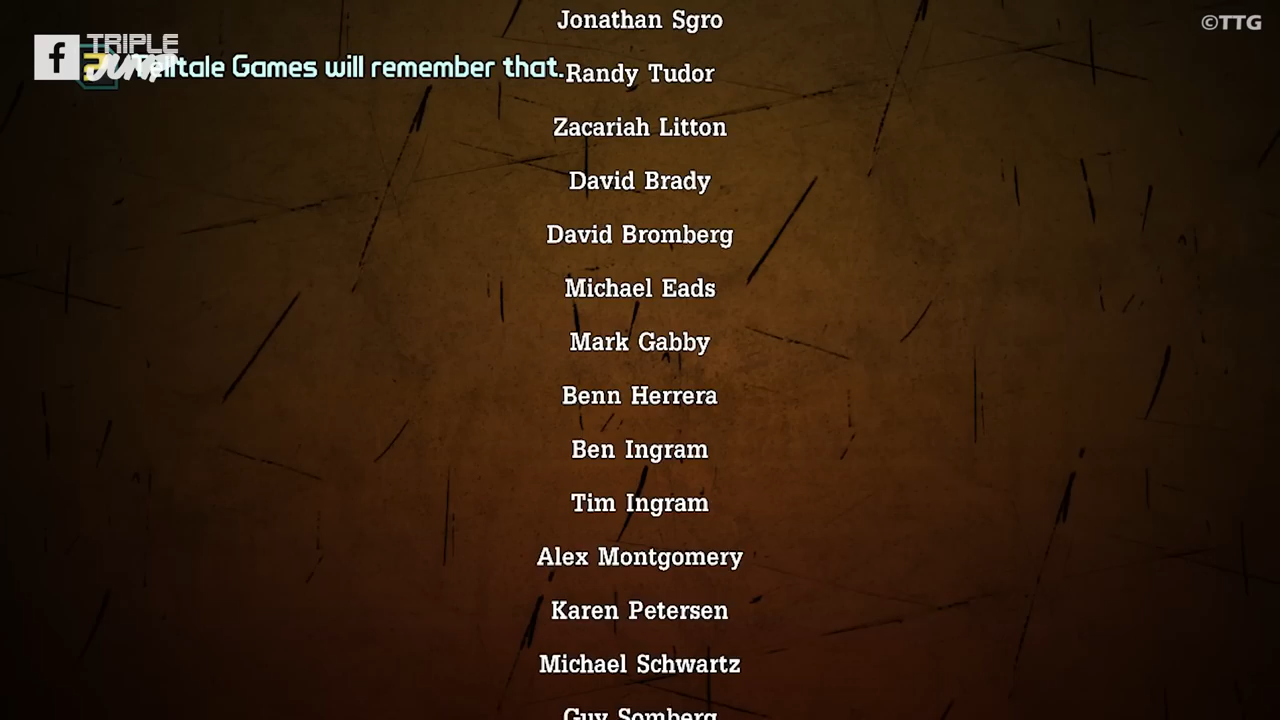 Jonathan Sgro
©TTG
f
TRIPLE
JUMP
Telltale Games will remember that.
Randy Tudor
Zacariah Litton
David Brady
David Bromberg
Michael Eads
Mark Gabby
Benn Herrera
Ben Ingram
Tim Ingram
Alex Montgomery
Karen Petersen
Michael Schwartz
Guy Somberg